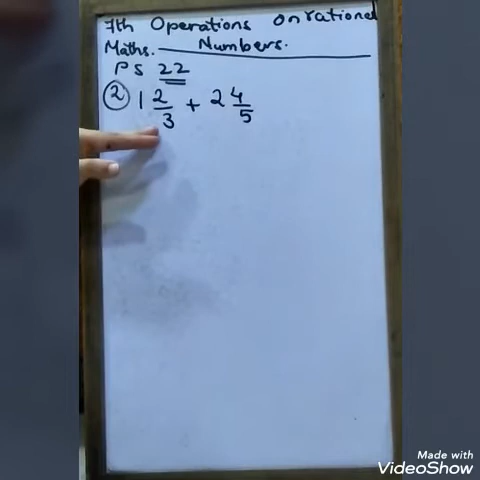 7th Operations on rational
Maths. Numbers.
PS 22
② 1 2/3 + 2 4/5
Made with
VideoShow